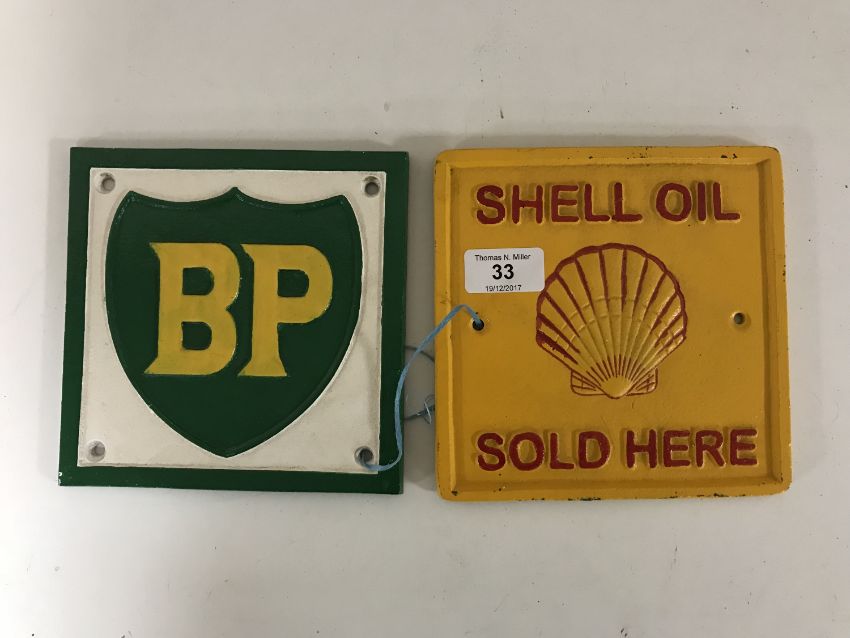 BP
SHELL OIL
Thomas N. Miller
33
19/12/2017
SOLD HERE